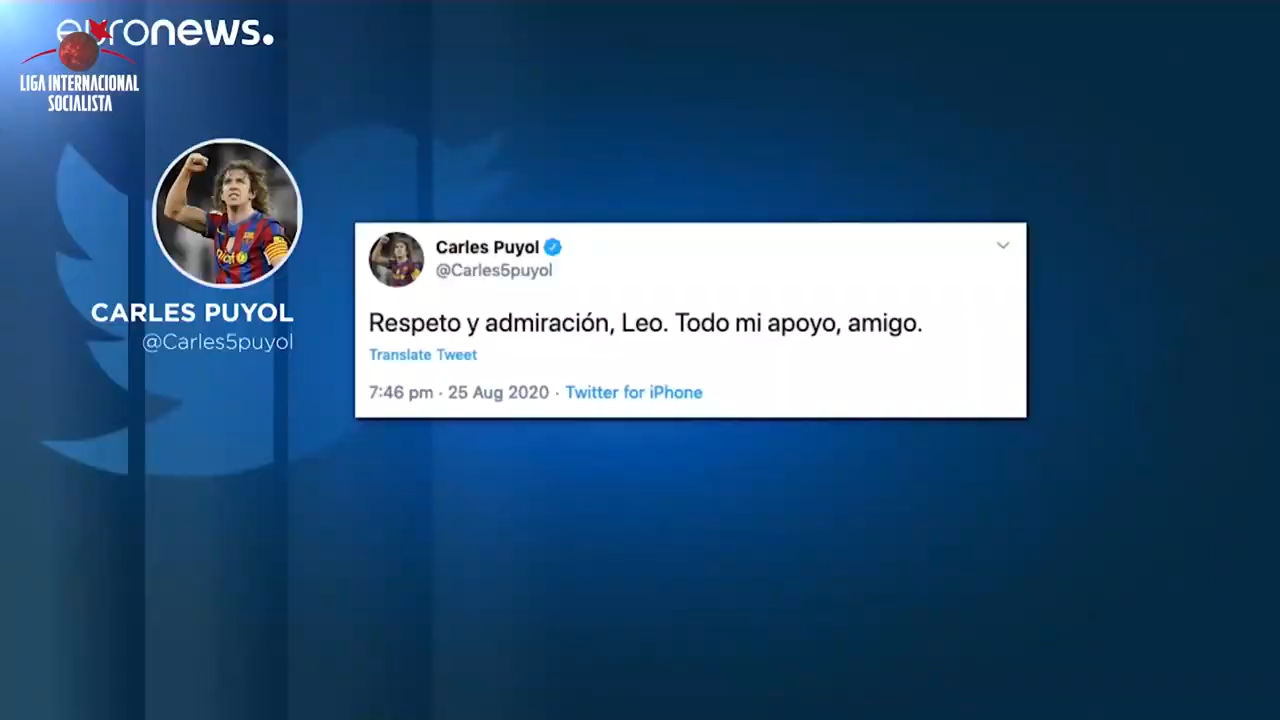 euronews.
LIGA INTERNACIONAL
SOCIALISTA
CARLES PUYOL
@Carles5puyol
Carles Puyol
@Carles5puyol
Respeto y admiración, Leo. Todo mi apoyo, amigo.
Translate Tweet
7:46 pm · 25 Aug 2020 · Twitter for iPhone